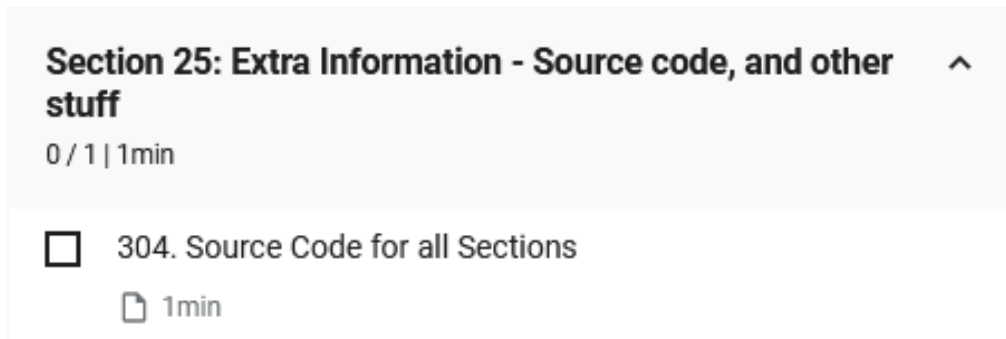 Section 25: Extra Information - Source code, and other
stuff
0 / 1 | 1min
304. Source Code for all Sections
1min